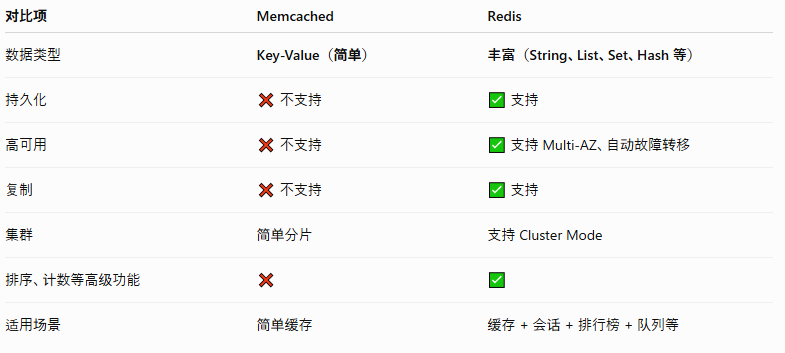 对比项 Memcached Redis
数据类型 Key-Value（简单） 丰富（String、List、Set、Hash 等）
持久化 ❌ 不支持 ✅ 支持
高可用 ❌ 不支持 ✅ 支持 Multi-AZ、自动故障转移
复制 ❌ 不支持 ✅ 支持
集群 简单分片 支持 Cluster Mode
排序、计数等高级功能 ❌ ✅
适用场景 简单缓存 缓存 + 会话 + 排行榜 + 队列等